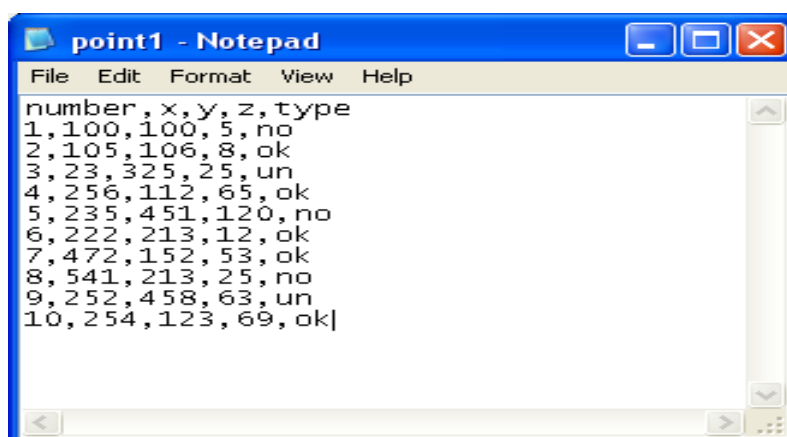 point1 - Notepad
File Edit Format View Help
number,x,y,z,type
1,100,100,5,no
2,105,106,8,ok
3,23,325,25,un
4,256,112,65,ok
5,235,451,120,no
6,222,213,12,ok
7,472,152,53,ok
8,541,213,25,no
9,252,458,63,un
10,254,123,69,ok